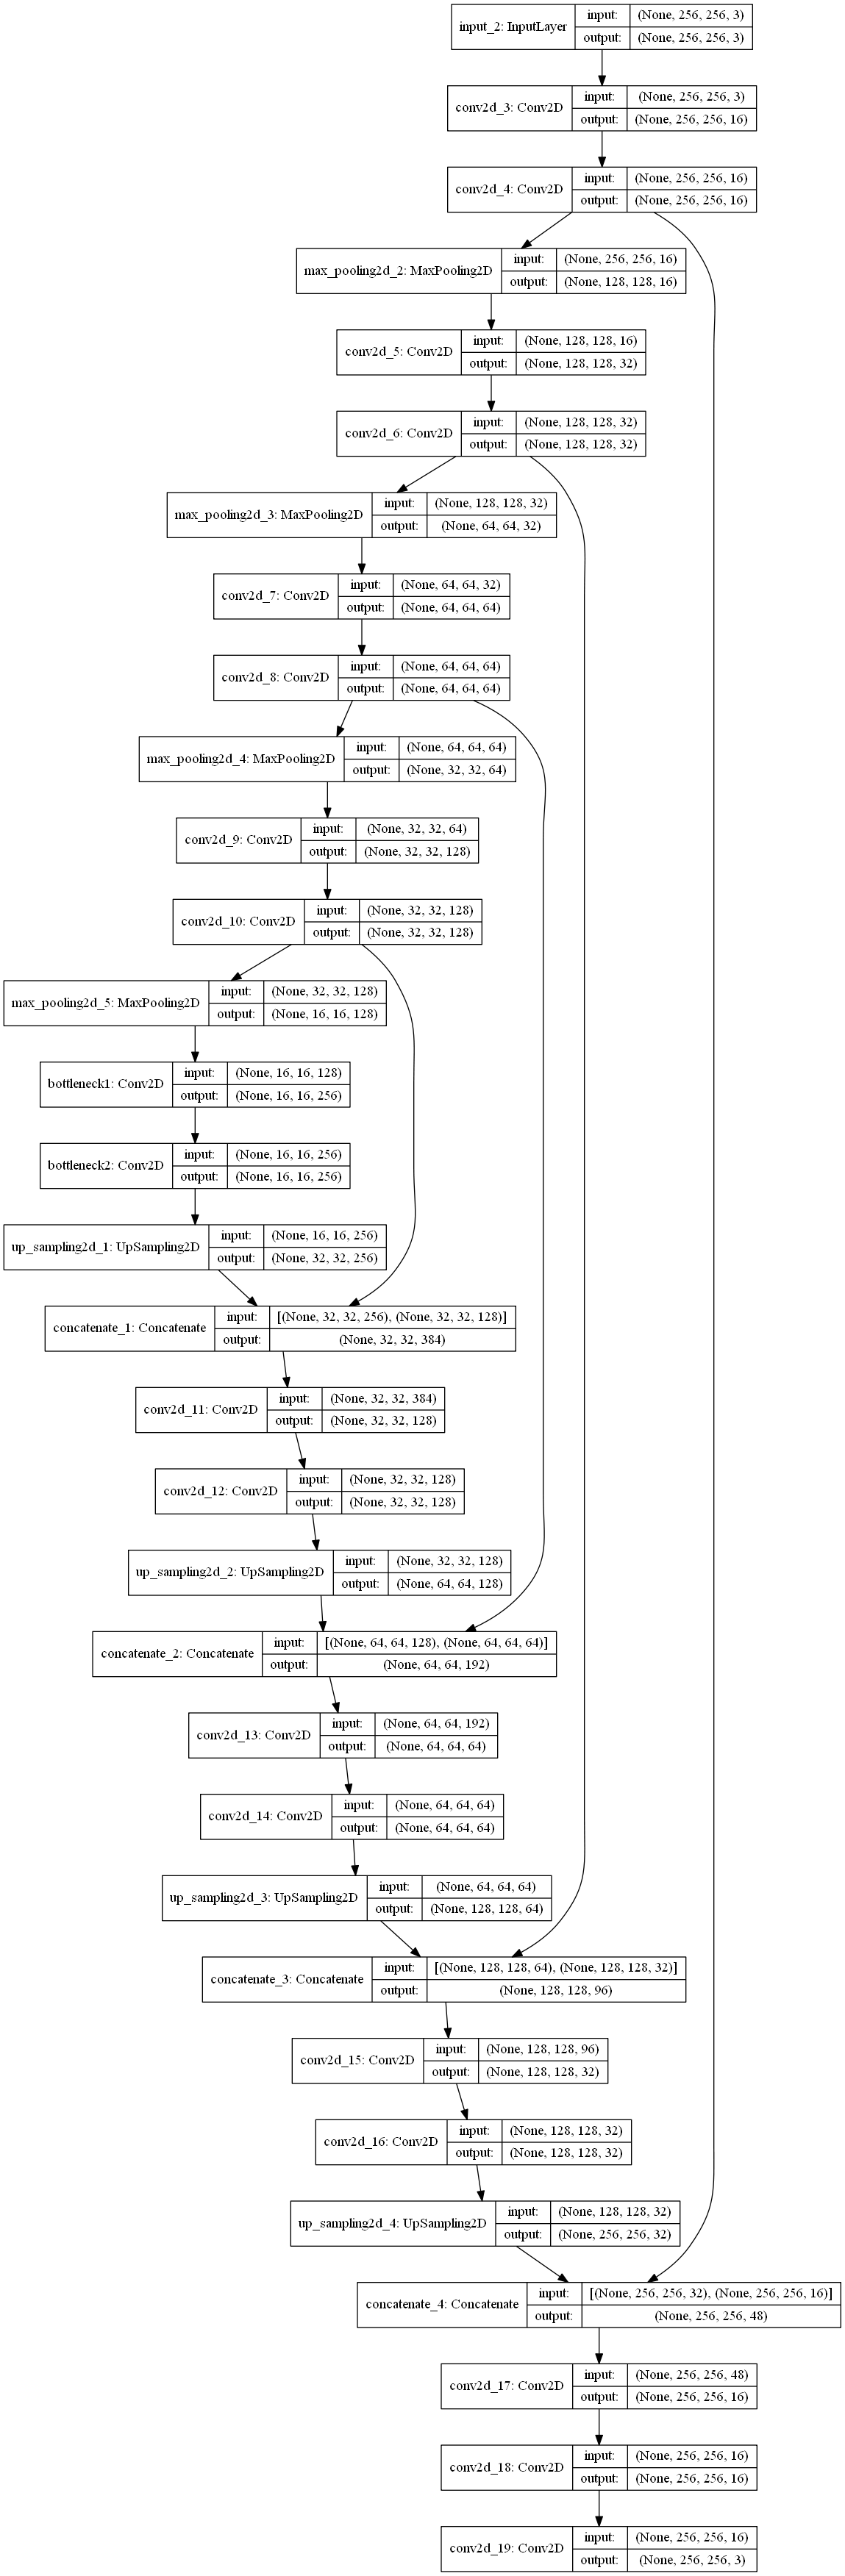 input_2: InputLayer
input: (None, 256, 256, 3)
output: (None, 256, 256, 3)
conv2d_3: Conv2D
input: (None, 256, 256, 3)
output: (None, 256, 256, 16)
conv2d_4: Conv2D
input: (None, 256, 256, 16)
output: (None, 256, 256, 16)
max_pooling2d_2: MaxPooling2D
input: (None, 256, 256, 16)
output: (None, 128, 128, 16)
conv2d_5: Conv2D
input: (None, 128, 128, 16)
output: (None, 128, 128, 32)
conv2d_6: Conv2D
input: (None, 128, 128, 32)
output: (None, 128, 128, 32)
max_pooling2d_3: MaxPooling2D
input: (None, 128, 128, 32)
output: (None, 64, 64, 32)
conv2d_7: Conv2D
input: (None, 64, 64, 32)
output: (None, 64, 64, 64)
conv2d_8: Conv2D
input: (None, 64, 64, 64)
output: (None, 64, 64, 64)
max_pooling2d_4: MaxPooling2D
input: (None, 64, 64, 64)
output: (None, 32, 32, 64)
conv2d_9: Conv2D
input: (None, 32, 32, 64)
output: (None, 32, 32, 128)
conv2d_10: Conv2D
input: (None, 32, 32, 128)
output: (None, 32, 32, 128)
max_pooling2d_5: MaxPooling2D
input: (None, 32, 32, 128)
output: (None, 16, 16, 128)
bottleneck1: Conv2D
input: (None, 16, 16, 128)
output: (None, 16, 16, 256)
bottleneck2: Conv2D
input: (None, 16, 16, 256)
output: (None, 16, 16, 256)
up_sampling2d_1: UpSampling2D
input: (None, 16, 16, 256)
output: (None, 32, 32, 256)
concatenate_1: Concatenate
input: [(None, 32, 32, 256), (None, 32, 32, 128)]
output: (None, 32, 32, 384)
conv2d_11: Conv2D
input: (None, 32, 32, 384)
output: (None, 32, 32, 128)
conv2d_12: Conv2D
input: (None, 32, 32, 128)
output: (None, 32, 32, 128)
up_sampling2d_2: UpSampling2D
input: (None, 32, 32, 128)
output: (None, 64, 64, 128)
concatenate_2: Concatenate
input: [(None, 64, 64, 128), (None, 64, 64, 64)]
output: (None, 64, 64, 192)
conv2d_13: Conv2D
input: (None, 64, 64, 192)
output: (None, 64, 64, 64)
conv2d_14: Conv2D
input: (None, 64, 64, 64)
output: (None, 64, 64, 64)
up_sampling2d_3: UpSampling2D
input: (None, 64, 64, 64)
output: (None, 128, 128, 64)
concatenate_3: Concatenate
input: [(None, 128, 128, 64), (None, 128, 128, 32)]
output: (None, 128, 128, 96)
conv2d_15: Conv2D
input: (None, 128, 128, 96)
output: (None, 128, 128, 32)
conv2d_16: Conv2D
input: (None, 128, 128, 32)
output: (None, 128, 128, 32)
up_sampling2d_4: UpSampling2D
input: (None, 128, 128, 32)
output: (None, 256, 256, 32)
concatenate_4: Concatenate
input: [(None, 256, 256, 32), (None, 256, 256, 16)]
output: (None, 256, 256, 48)
conv2d_17: Conv2D
input: (None, 256, 256, 48)
output: (None, 256, 256, 16)
conv2d_18: Conv2D
input: (None, 256, 256, 16)
output: (None, 256, 256, 16)
conv2d_19: Conv2D
input: (None, 256, 256, 16)
output: (None, 256, 256, 3)